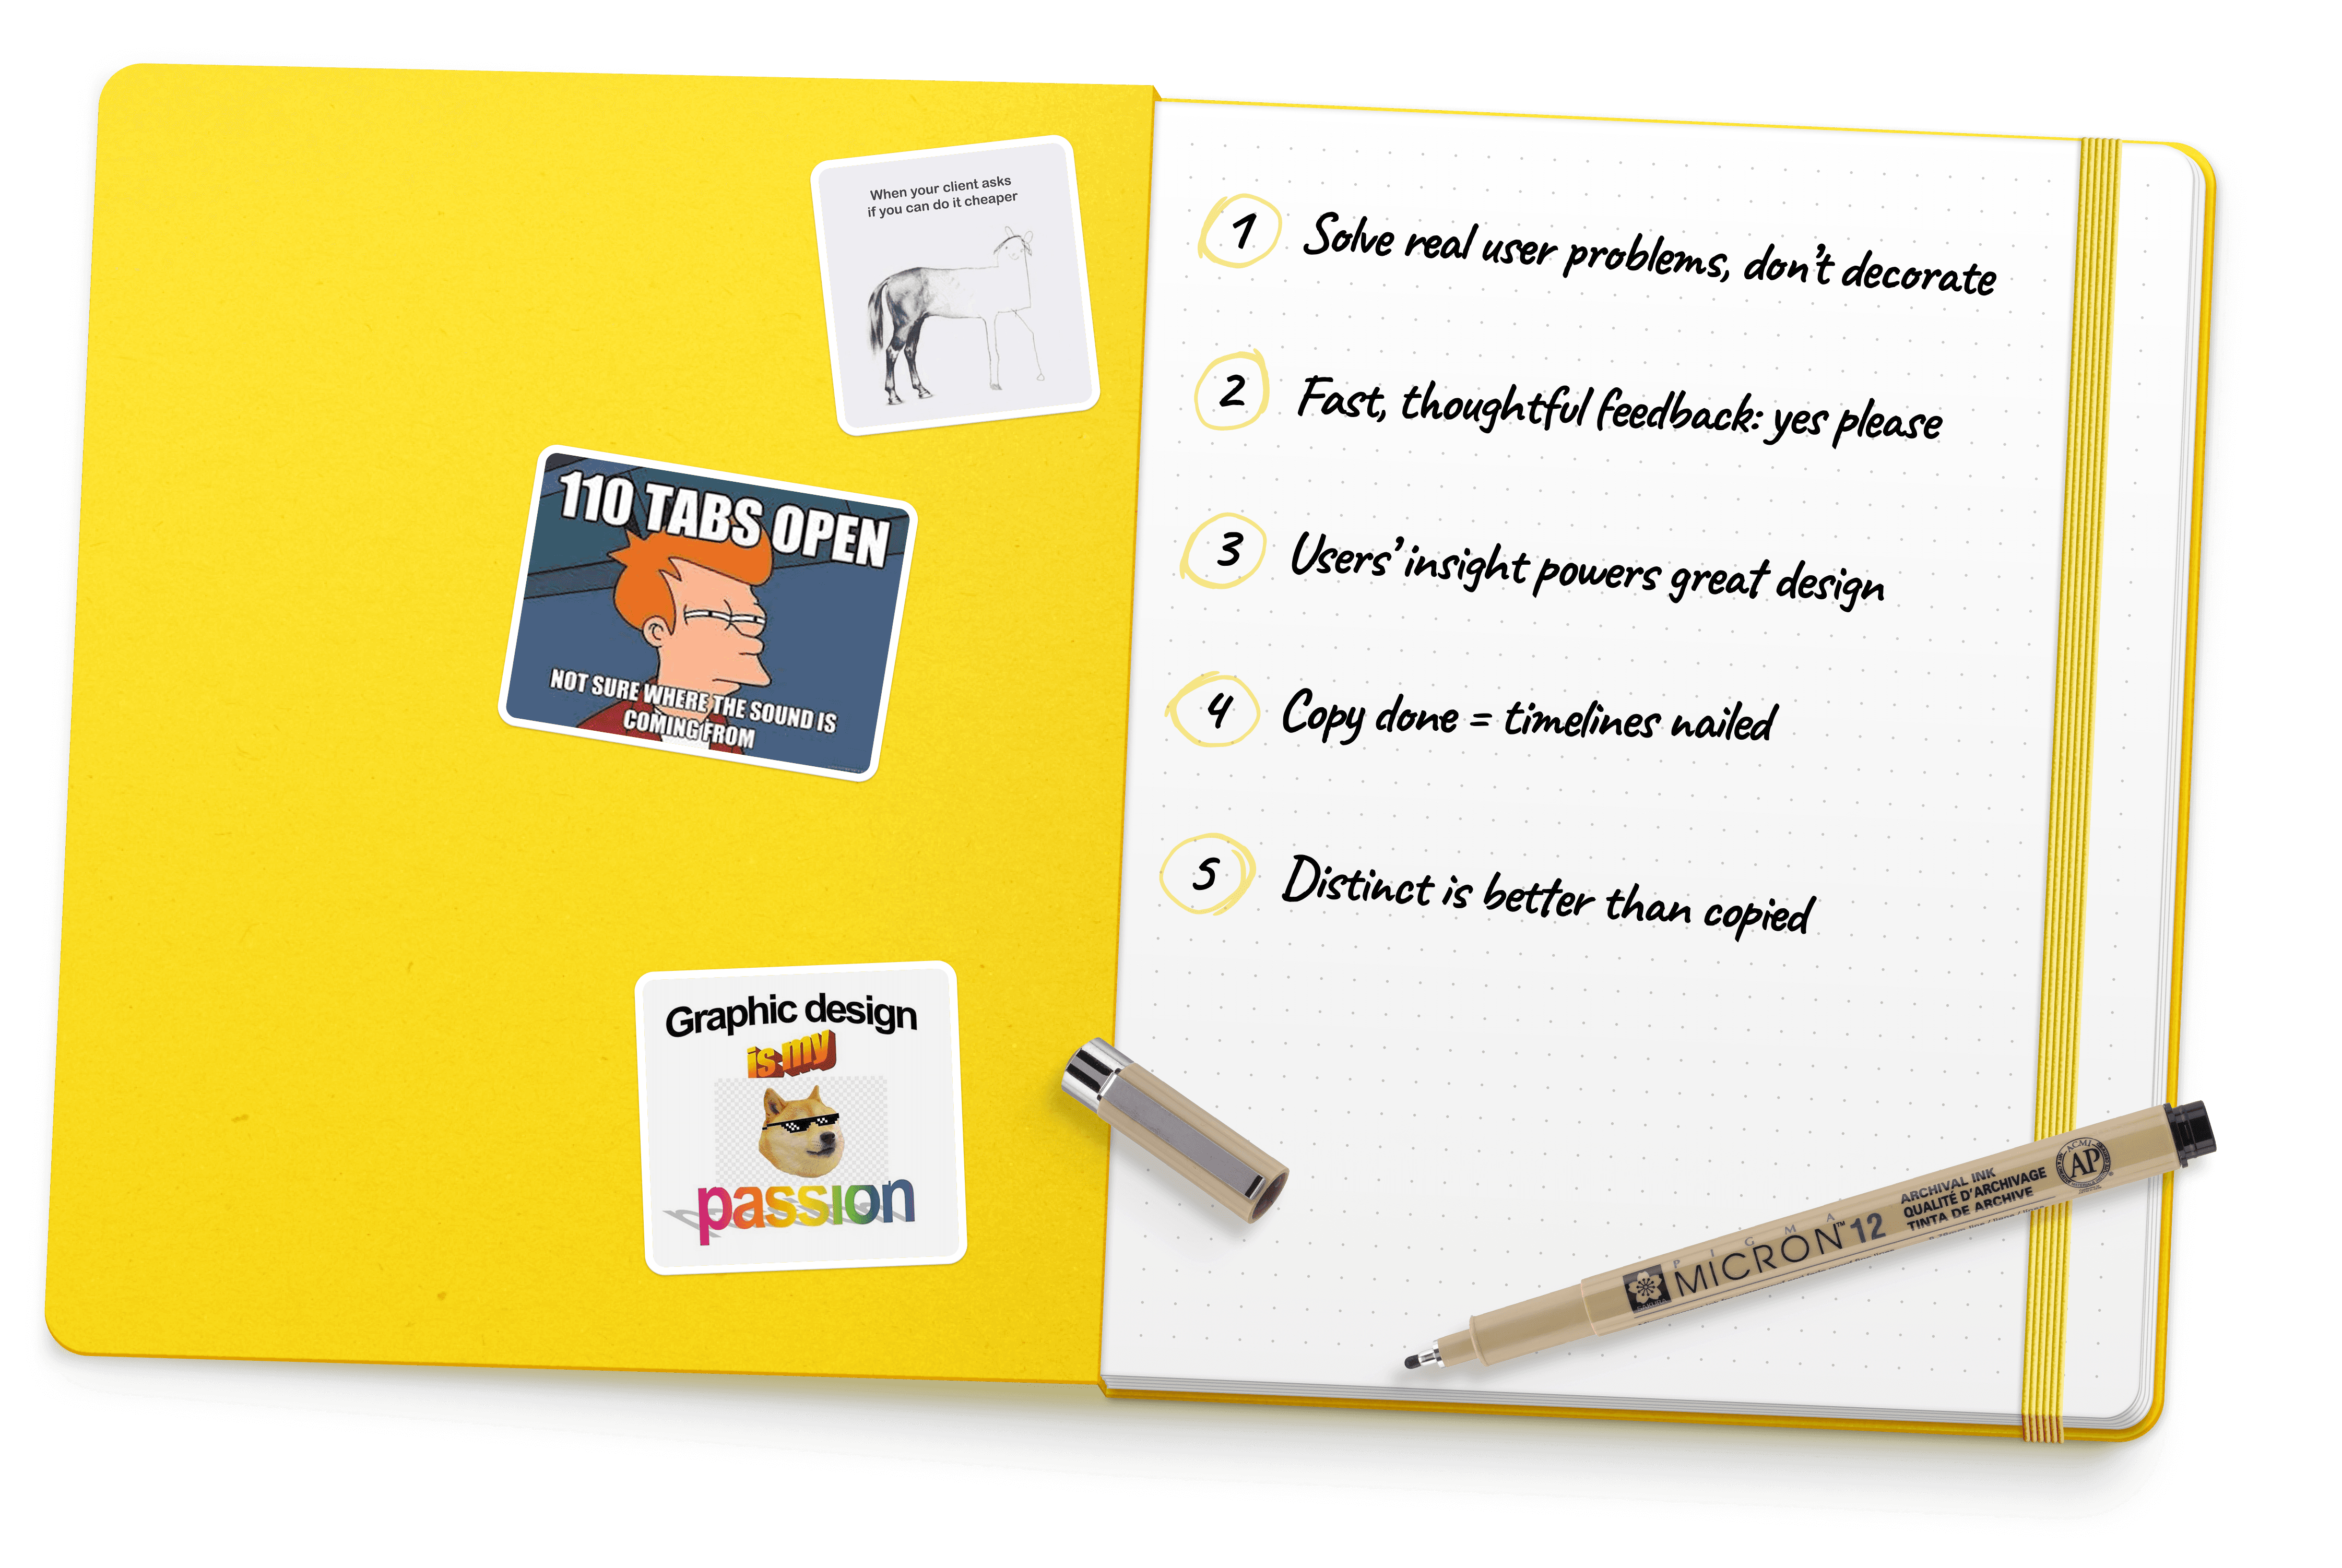 When your client asks
if you can do it cheaper
110 TABS OPEN
NOT SURE WHERE THE SOUND IS
COMING FROM
Graphic design
is my
passion
1 Solve real user problems, don't decorate
2 Fast, thoughtful feedback: yes please
3 Users' insight powers great design
4 Copy done = timelines nailed
5 Distinct is better than copied
PIGMA
MICRON™ 12
ARCHIVAL INK
QUALITÉ D'ARCHIVAGE
TINTA DE ARCHIVE
ACMI
AP